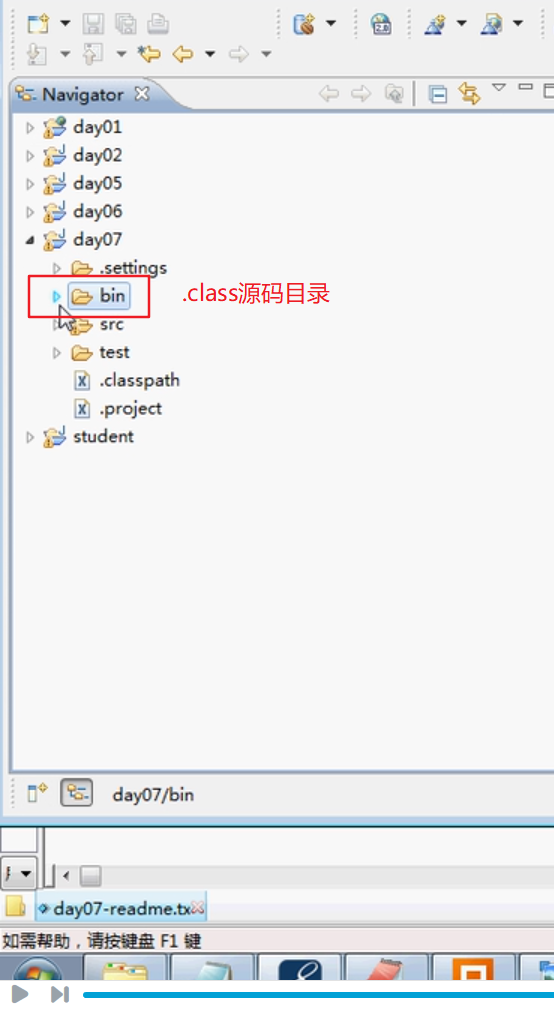 Navigator
day01
day02
day05
day06
day07
.settings
bin
.class源码目录
src
test
.classpath
.project
student
day07/bin
day07-readme.tx
如需帮助，请按键盘 F1 键